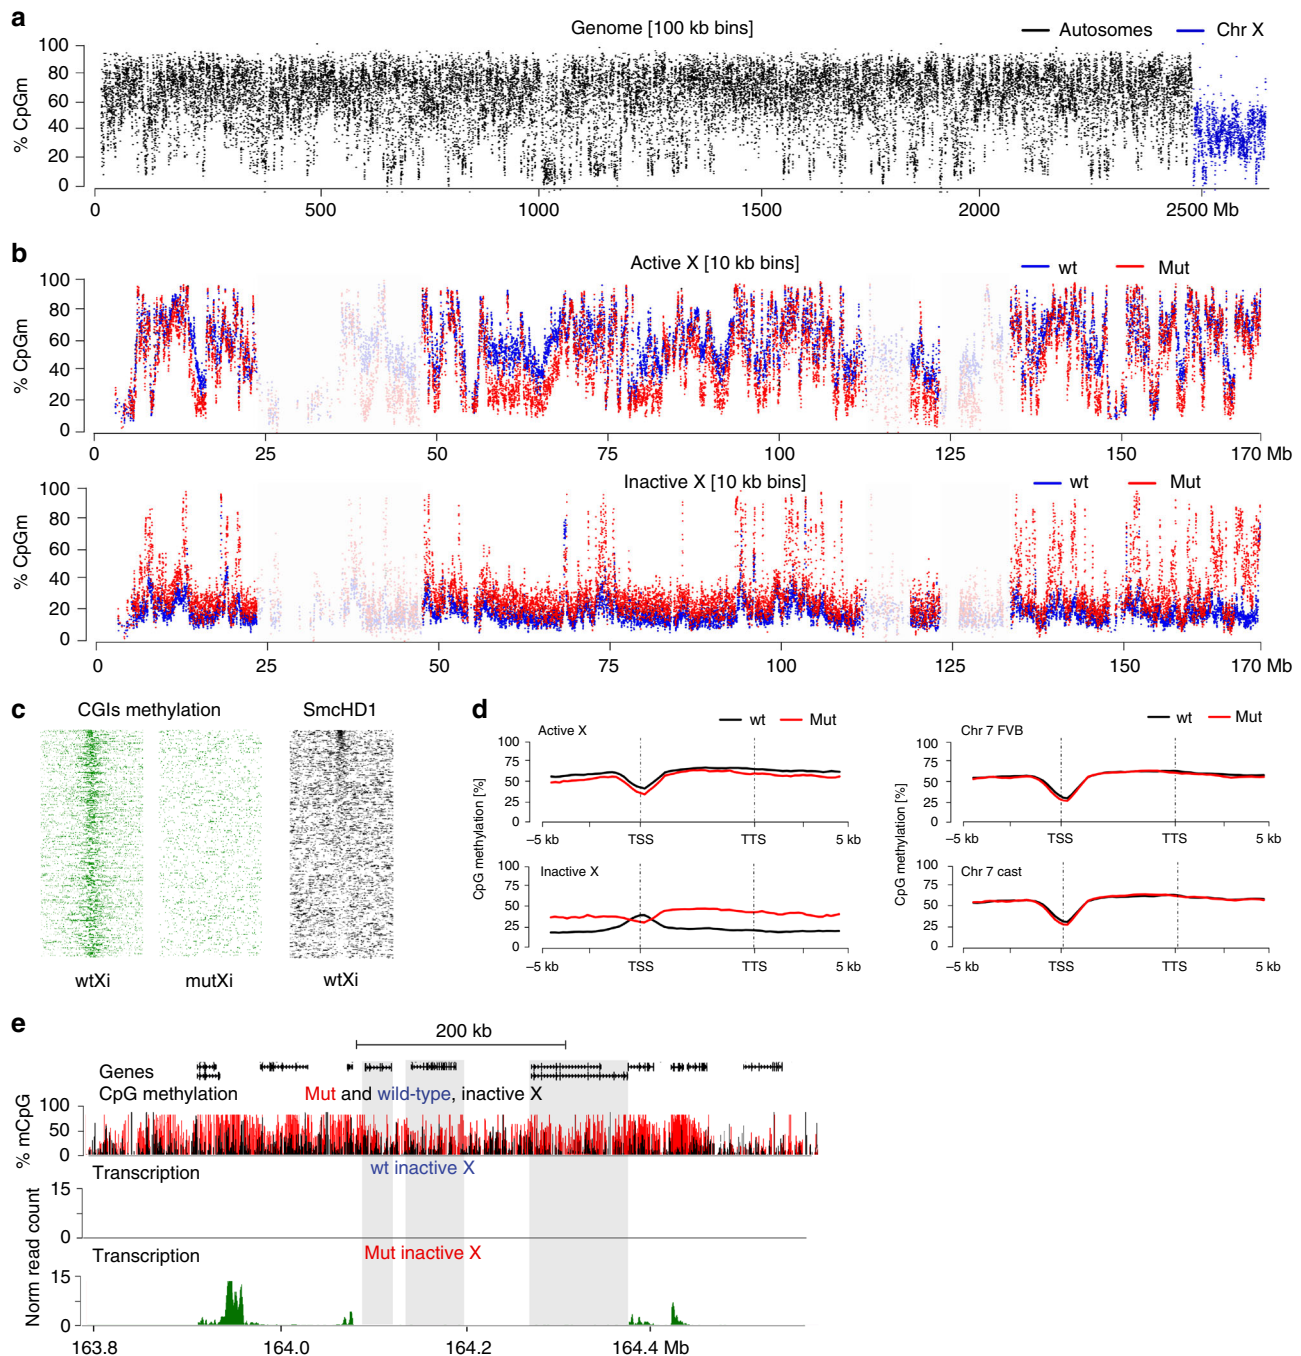 a
Genome [100 kb bins]
Autosomes
Chr X
% CpGm
100
80
60
40
20
0
0 500 1000 1500 2000 2500 Mb
b
Active X [10 kb bins]
wt
Mut
% CpGm
100
80
60
40
20
0
0 25 50 75 100 125 150 170 Mb
Inactive X [10 kb bins]
wt
Mut
% CpGm
100
80
60
40
20
0
0 25 50 75 100 125 150 170 Mb
c
CGIs methylation
SmcHD1
wtXi
mutXi
wtXi
d
wt
Mut
Active X
CpG methylation [%]
100
75
50
25
0
–5 kb TSS TTS 5 kb
Inactive X
100
75
50
25
0
–5 kb TSS TTS 5 kb
wt
Mut
Chr 7 FVB
CpG methylation [%]
100
75
50
25
0
–5 kb TSS TTS 5 kb
Chr 7 cast
100
75
50
25
0
–5 kb TSS TTS 5 kb
e
200 kb
Genes
CpG methylation
Mut and wild-type, inactive X
% mCpG
100
50
0
Transcription
wt inactive X
Norm read count
15
0
Transcription
Mut inactive X
15
0
163.8 164.0 164.2 164.4 Mb